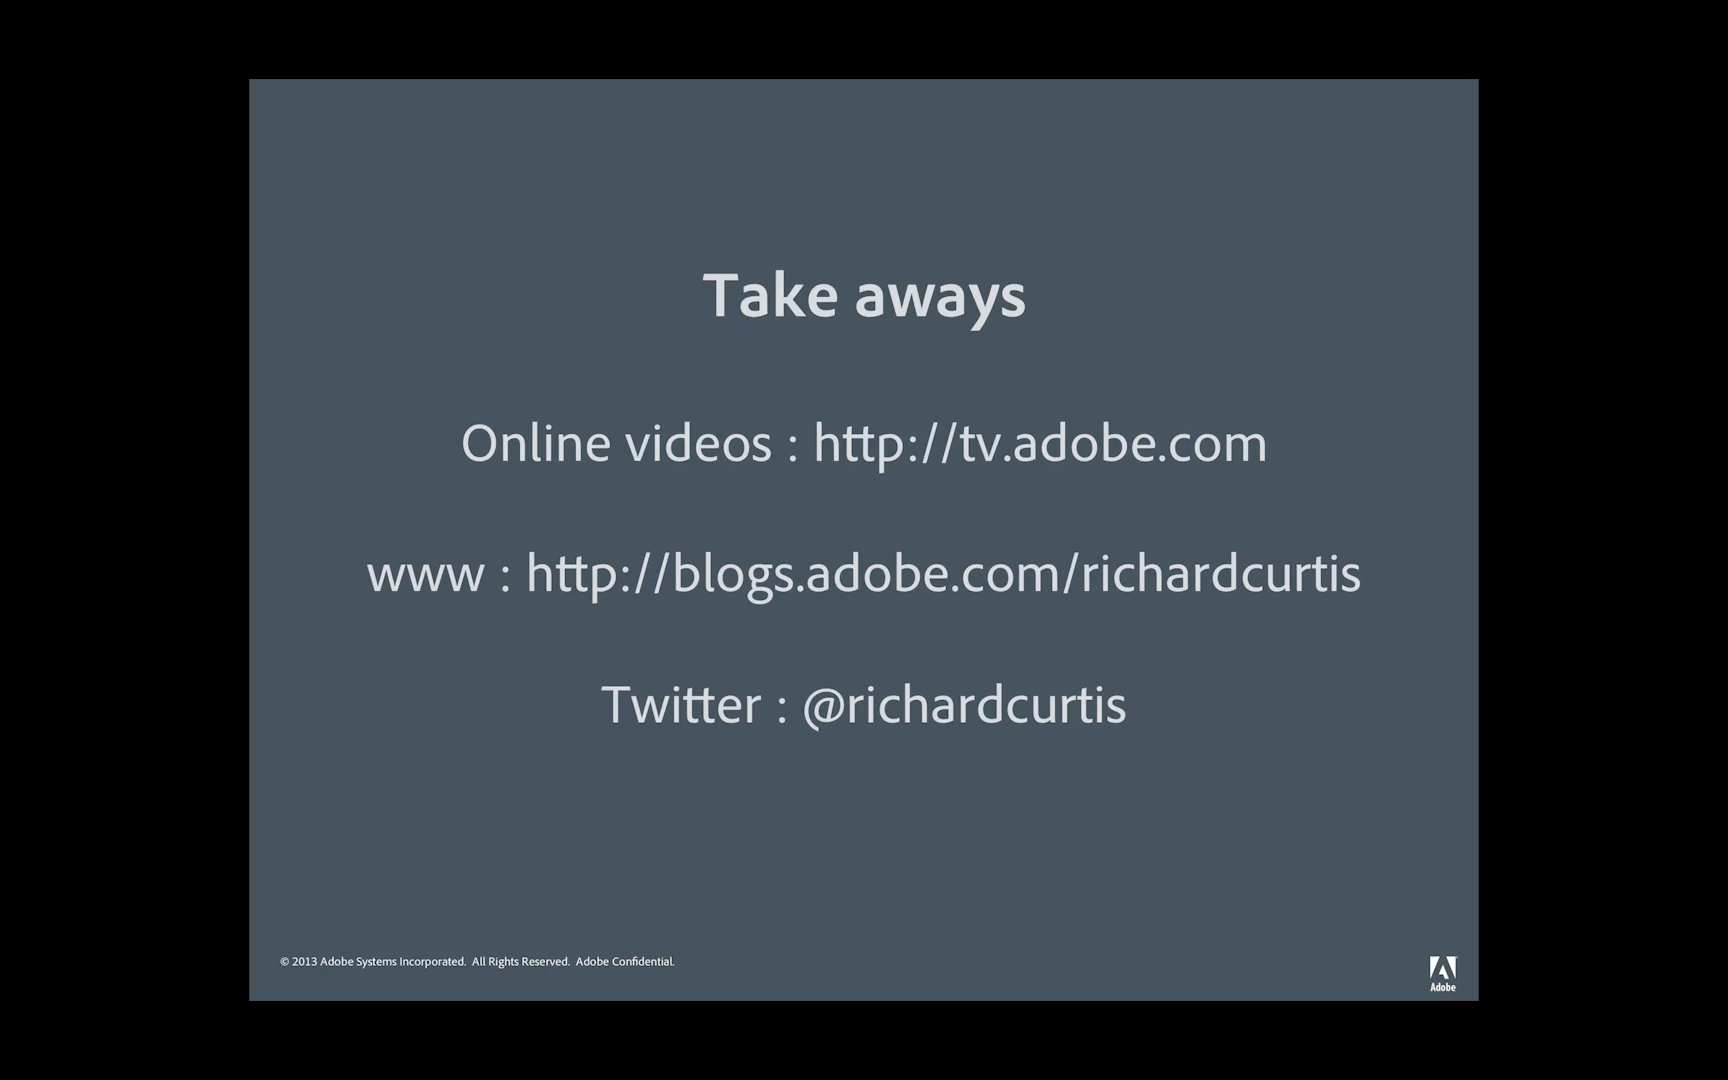 Take aways
Online videos : http://tv.adobe.com
www : http://blogs.adobe.com/richardcurtis
Twitter : @richardcurtis
© 2013 Adobe Systems Incorporated.  All Rights Reserved.  Adobe Confidential.
Adobe